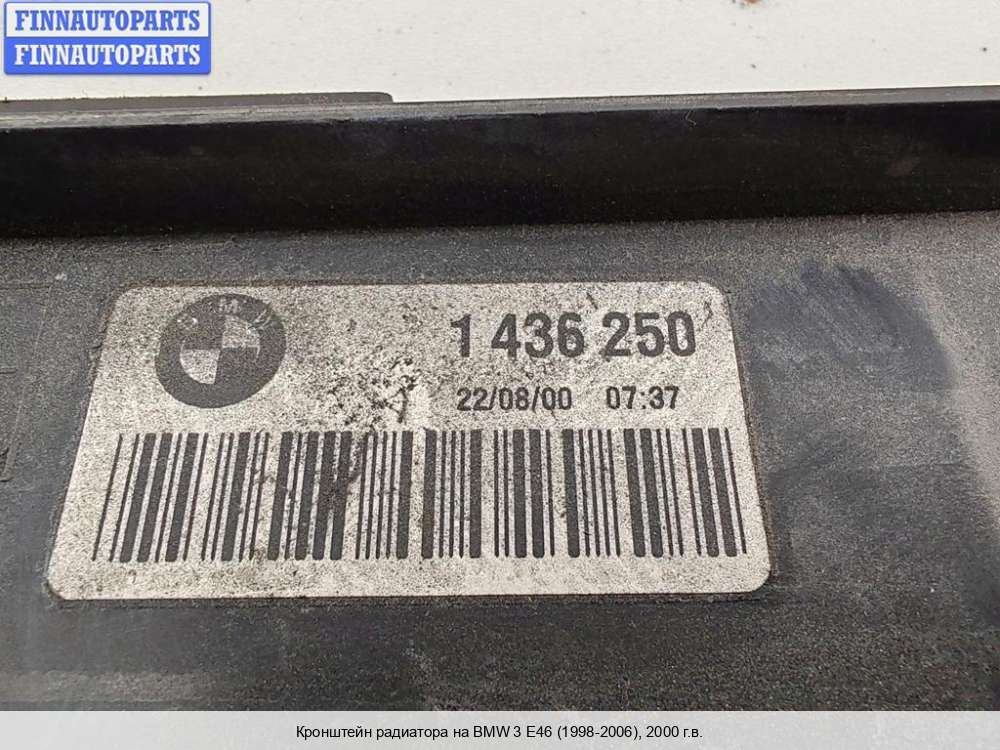 FINNAUTOPARTS
FINNAUTOPARTS
BMW
1 436 250
22/08/00 07:37
Кронштейн радиатора на BMW 3 E46 (1998-2006), 2000 г.в.